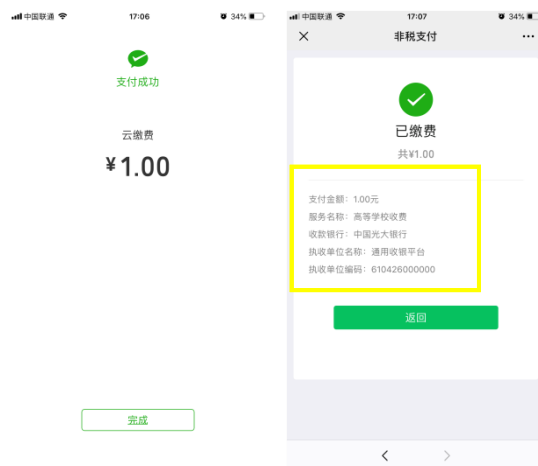 中国联通
17:06
34%
支付成功
云缴费
¥1.00
完成
中国联通
17:07
34%
非税支付
已缴费
共¥1.00
支付金额：1.00元
服务名称：高等学校收费
收款银行：中国光大银行
执收单位名称：通用收银平台
执收单位编码：610426000000
返回